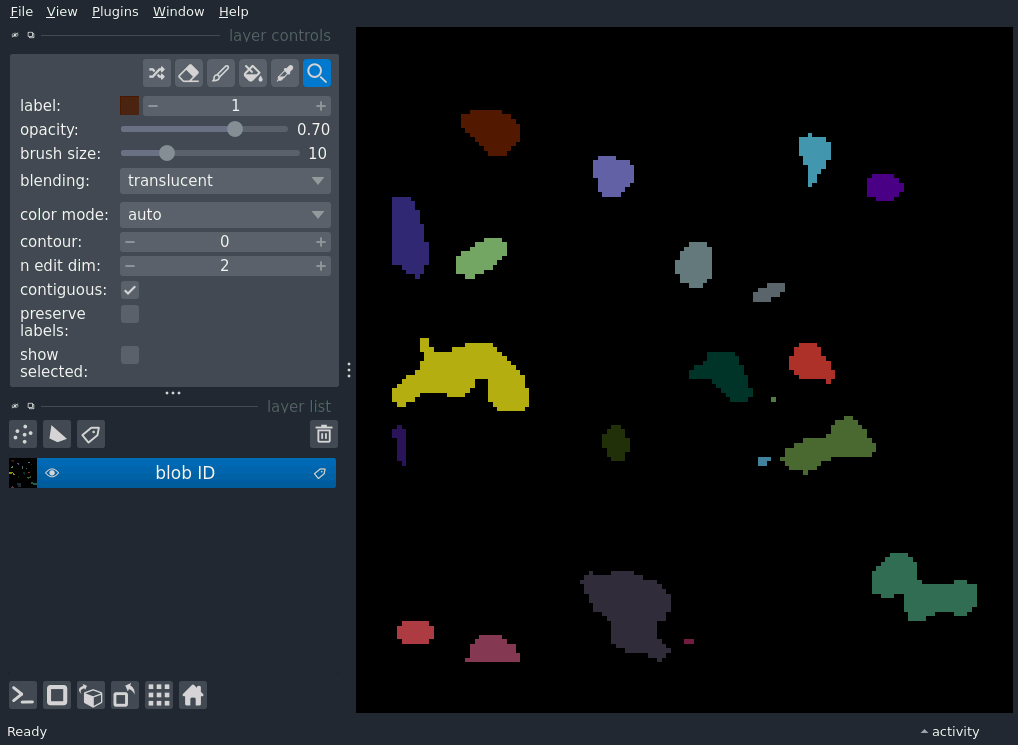 File View Plugins Window Help
layer controls
label: 1
opacity: 0.70
brush size: 10
blending: translucent
color mode: auto
contour: 0
n edit dim: 2
contiguous:
preserve
labels:
show
selected:
layer list
blob ID
Ready
activity